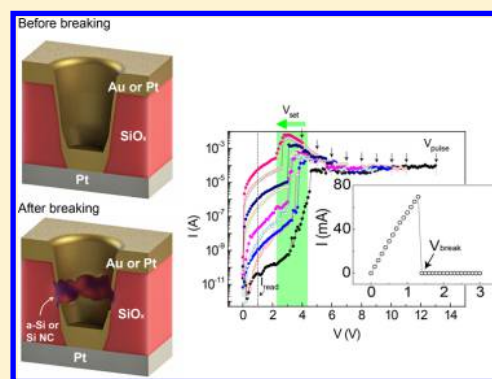 Before breaking
Au or Pt
SiOₓ
Pt
After breaking
Au or Pt
a-Si or
Si NC
SiOₓ
Pt
V_set
V_pulse
I_read
I (A)
10⁻³
10⁻⁵
10⁻⁷
10⁻⁹
10⁻¹¹
0 2 4 6 8 10 12 14
V (V)
I (mA)
80
40
0
V_break
0 1 2 3